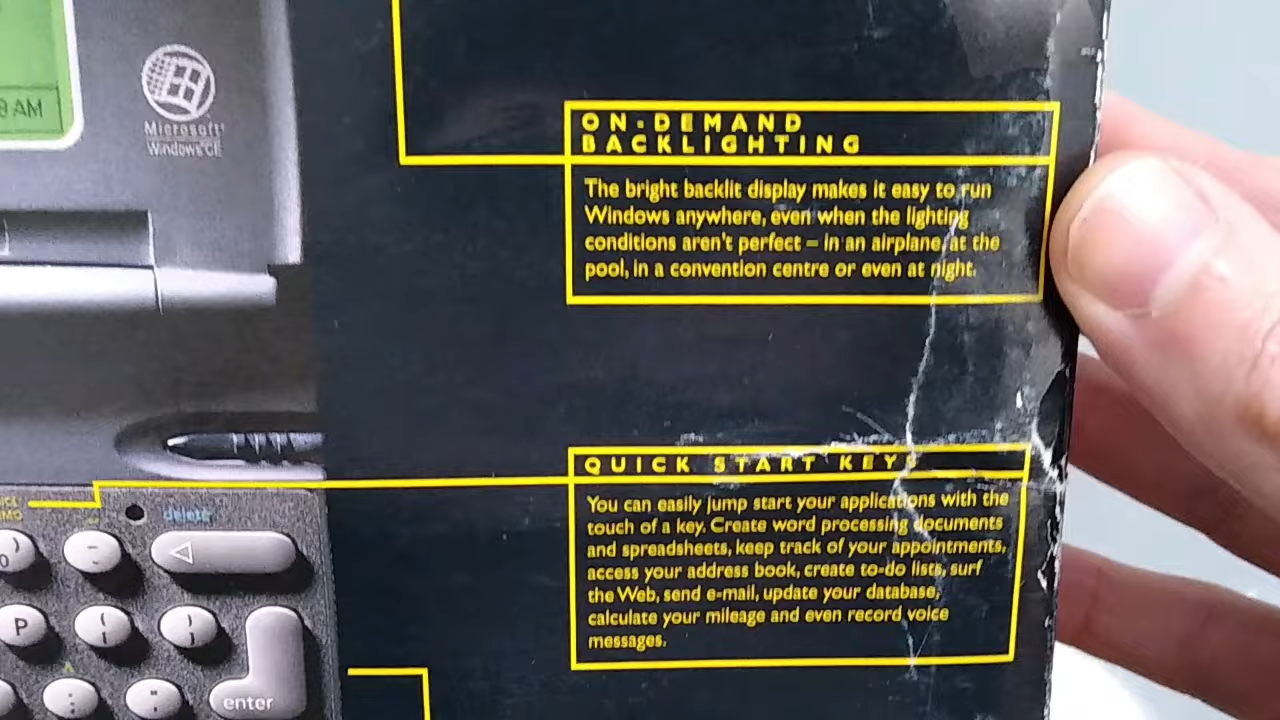 9 AM
Microsoft
Windows CE
ON-DEMAND
BACKLIGHTING
The bright backlit display makes it easy to run
Windows anywhere, even when the lighting
conditions aren't perfect – in an airplane, at the
pool, in a convention centre or even at night.
QUICK START KEYS
You can easily jump start your applications with the
touch of a key. Create word processing documents
and spreadsheets, keep track of your appointments,
access your address book, create to-do lists, surf
the Web, send e-mail, update your database,
calculate your mileage and even record voice
messages.
delete
P
enter